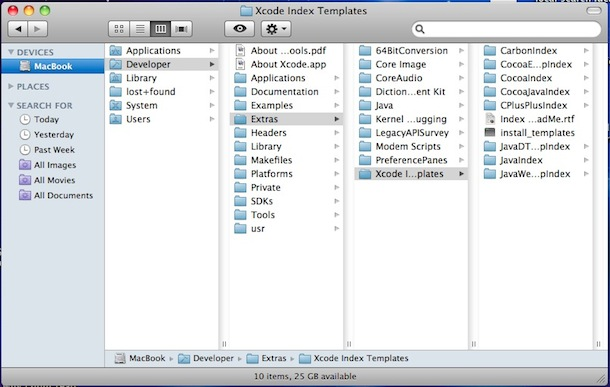 Xcode Index Templates
DEVICES
MacBook
PLACES
SEARCH FOR
Today
Yesterday
Past Week
All Images
All Movies
All Documents
Applications
Developer
Library
lost+found
System
Users
About ...ools.pdf
About Xcode.app
Applications
Documentation
Examples
Extras
Headers
Library
Makefiles
Platforms
Private
SDKs
Tools
usr
64BitConversion
Core Image
CoreAudio
Diction...ent Kit
Java
Kernel ...ugging
LegacyAPISurvey
Modem Scripts
PreferencePanes
Xcode I...plates
CarbonIndex
CocoaE...pIndex
CocoaIndex
CocoaJavaIndex
CPlusPlusIndex
Index ...adMe.rtf
install_templates
JavaDT...pIndex
JavaIndex
JavaWe...pIndex
MacBook ▸ Developer ▸ Extras ▸ Xcode Index Templates
10 items, 25 GB available